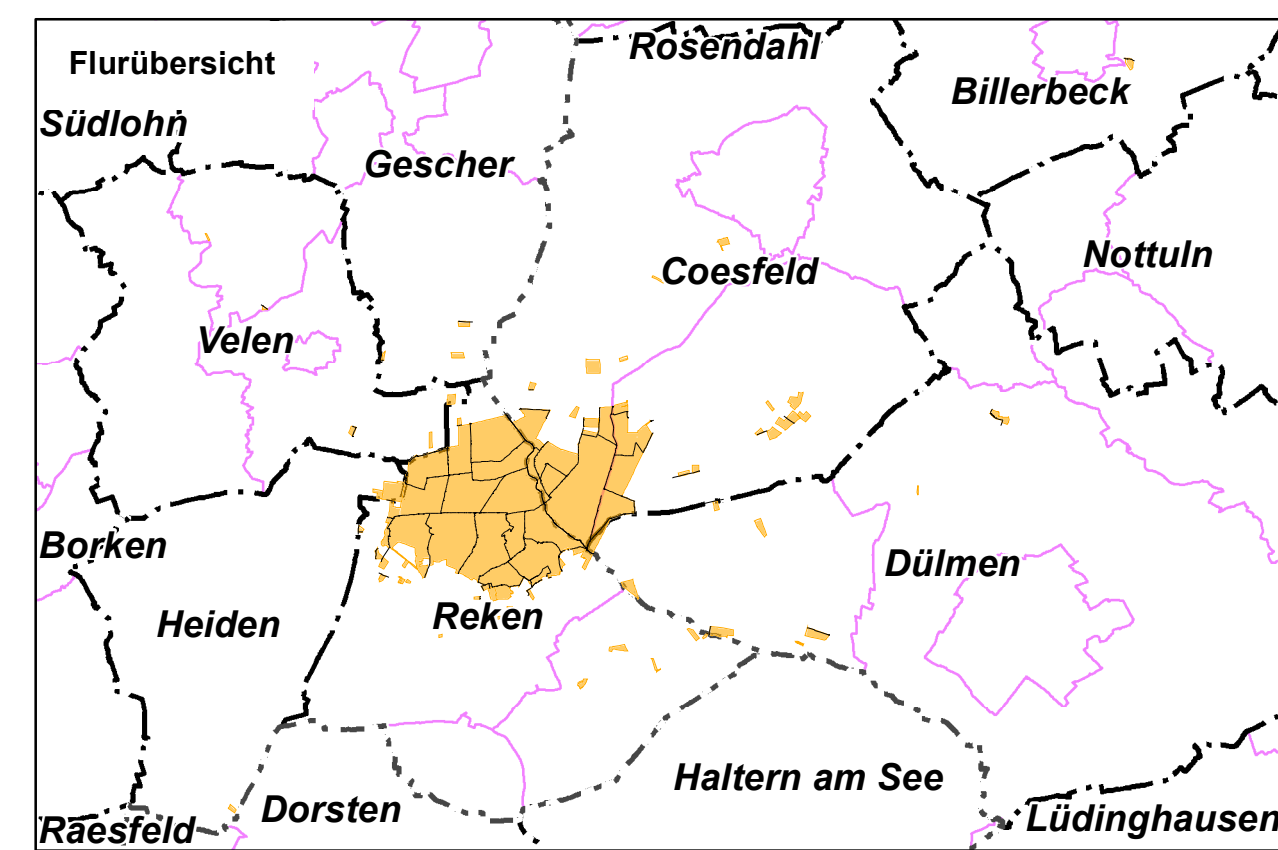 Rosendahl
Flurübersicht
Billerbeck
Südlohn
Gescher
Nottuln
Coesfeld
Velen
Borken
Dülmen
Reken
Heiden
Haltern am See
Dorsten
Lüdinghausen
Raesfeld